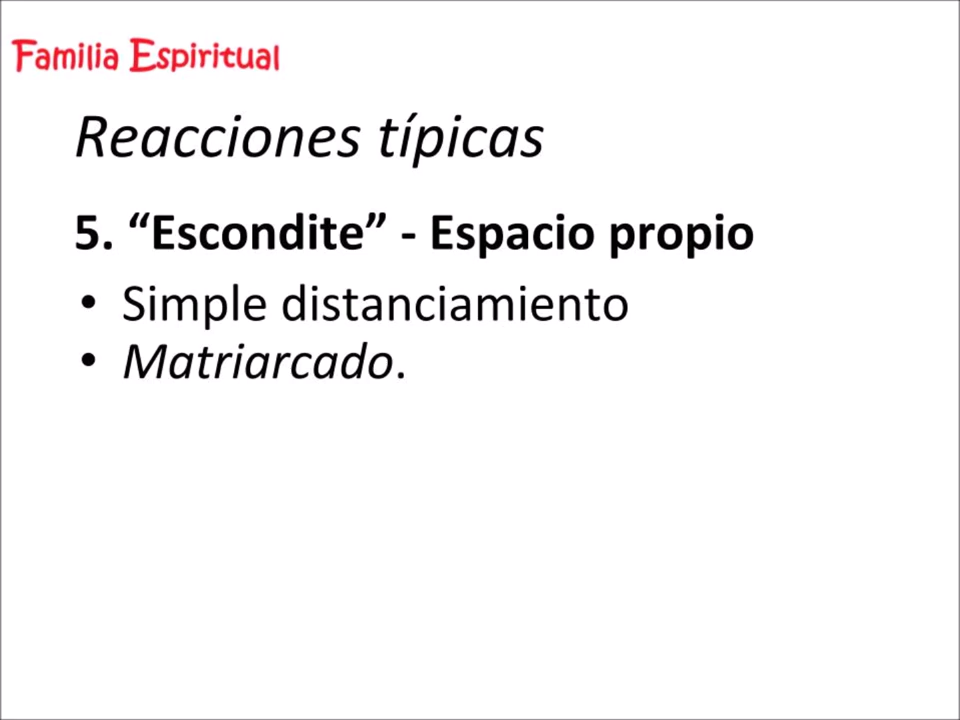 Familia Espiritual
Reacciones típicas
5. “Escondite” - Espacio propio
• Simple distanciamiento
• Matriarcado.